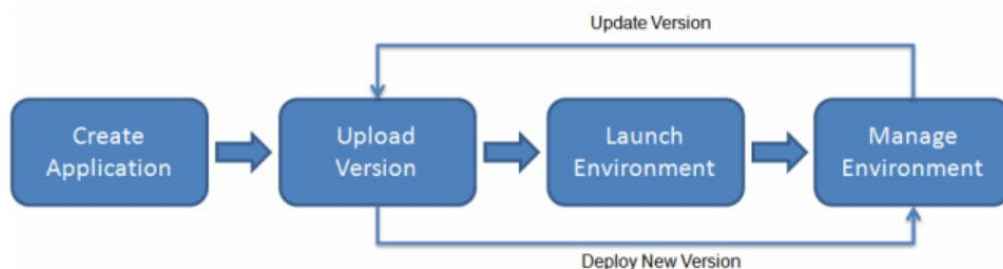 Update Version
Create
Application
Upload
Version
Launch
Environment
Manage
Environment
Deploy New Version